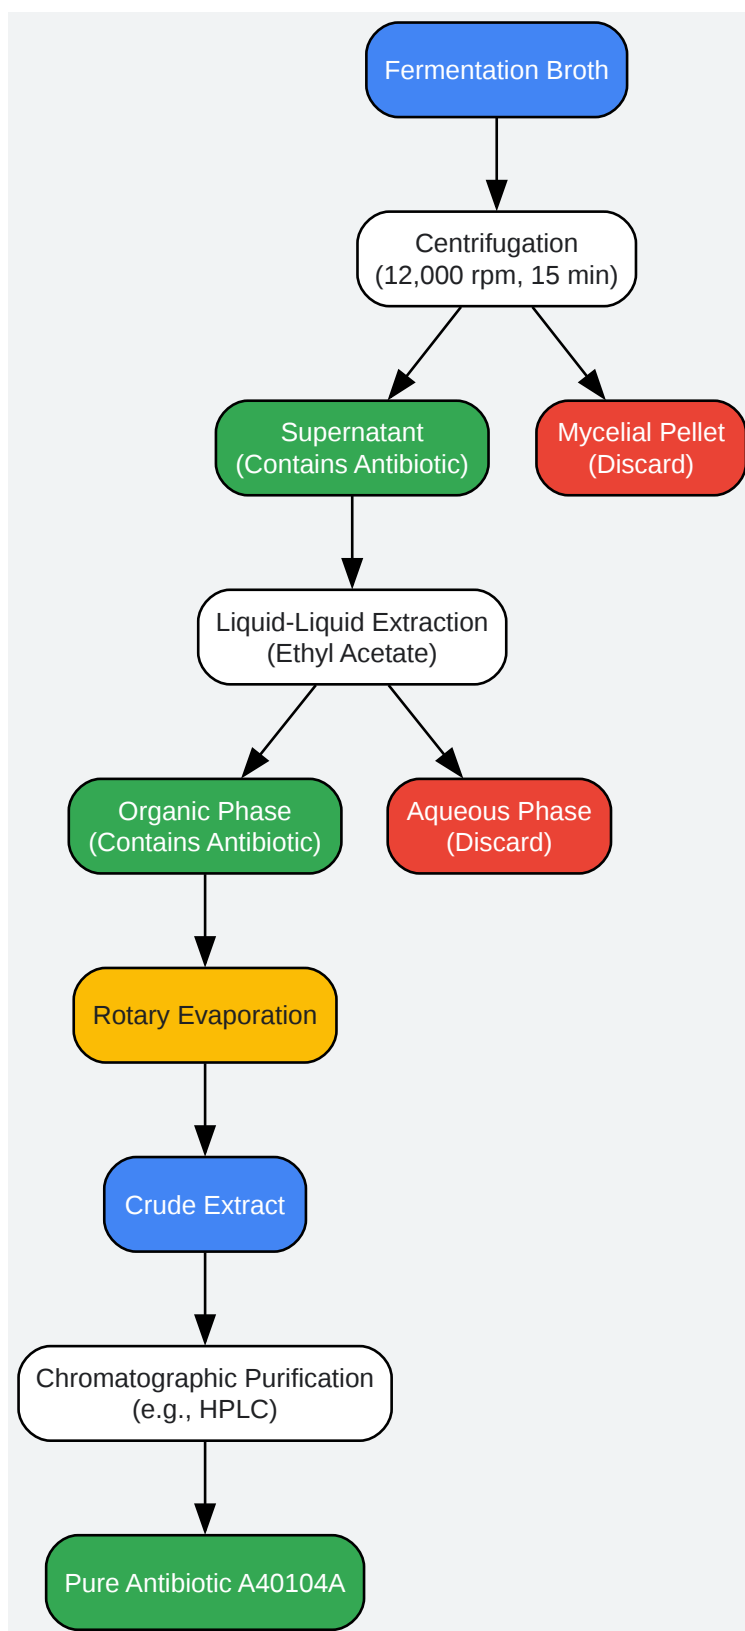 Fermentation Broth
Centrifugation
(12,000 rpm, 15 min)
Supernatant
(Contains Antibiotic)
Mycelial Pellet
(Discard)
Liquid-Liquid Extraction
(Ethyl Acetate)
Organic Phase
(Contains Antibiotic)
Aqueous Phase
(Discard)
Rotary Evaporation
Crude Extract
Chromatographic Purification
(e.g., HPLC)
Pure Antibiotic A40104A